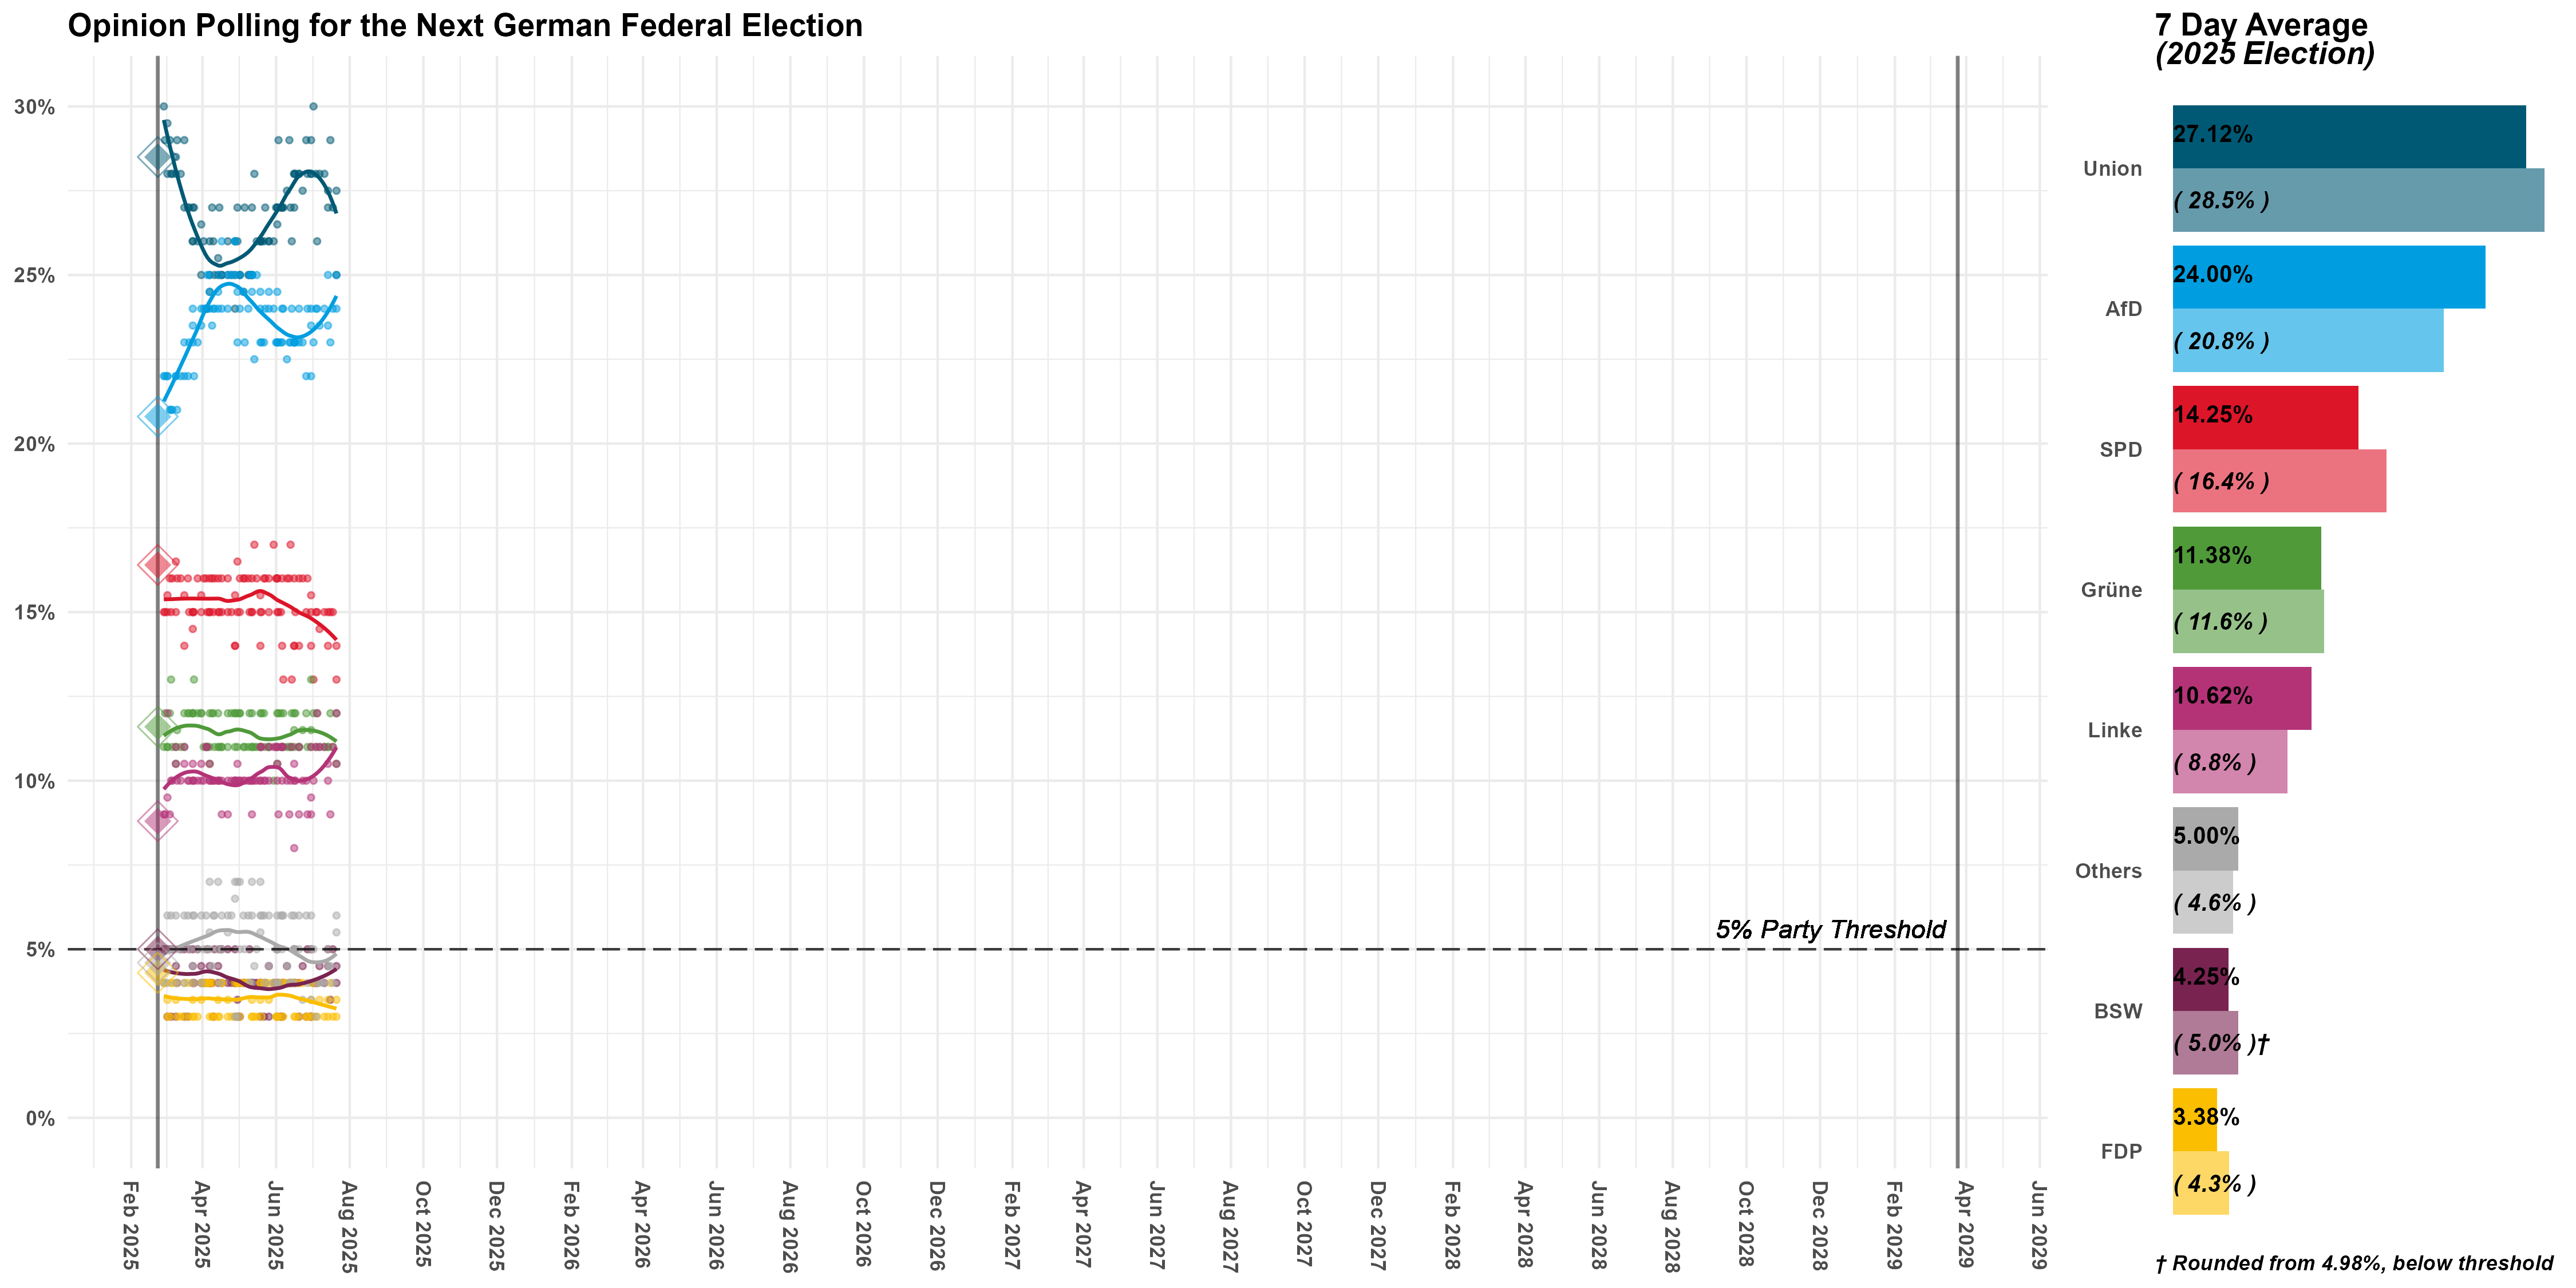 Opinion Polling for the Next German Federal Election
30%
25%
20%
15%
10%
5%
0%
5% Party Threshold
Feb 2025
Apr 2025
Jun 2025
Aug 2025
Oct 2025
Dec 2025
Feb 2026
Apr 2026
Jun 2026
Aug 2026
Oct 2026
Dec 2026
Feb 2027
Apr 2027
Jun 2027
Aug 2027
Oct 2027
Dec 2027
Feb 2028
Apr 2028
Jun 2028
Aug 2028
Oct 2028
Dec 2028
Feb 2029
Apr 2029
Jun 2029
7 Day Average
(2025 Election)
Union
27.12%
( 28.5% )
AfD
24.00%
( 20.8% )
SPD
14.25%
( 16.4% )
Grüne
11.38%
( 11.6% )
Linke
10.62%
( 8.8% )
Others
5.00%
( 4.6% )
BSW
4.25%
( 5.0% )†
FDP
3.38%
( 4.3% )
† Rounded from 4.98%, below threshold